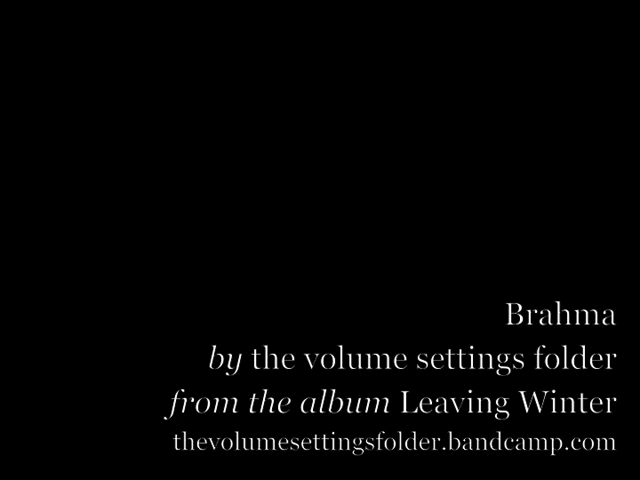 Brahma
by the volume settings folder
from the album Leaving Winter
thevolumesettingsfolder.bandcamp.com